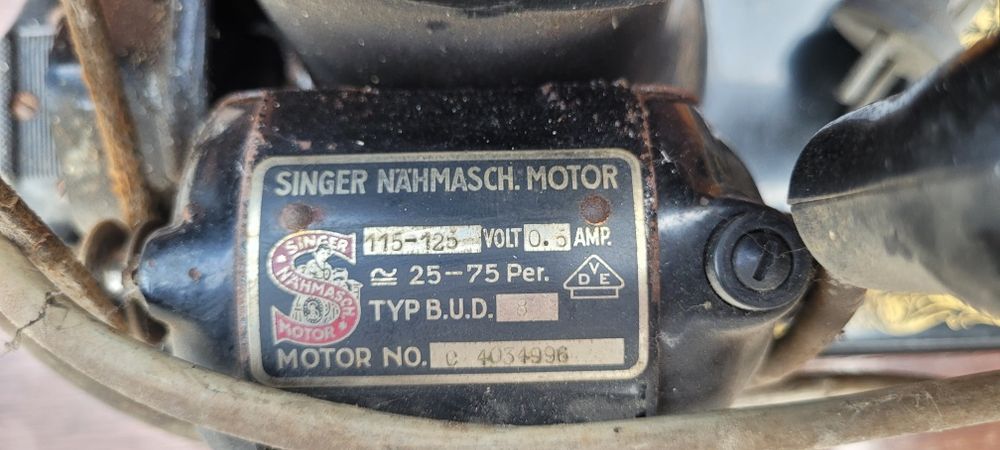 SINGER NÄHMASCH. MOTOR
115-125 VOLT 0.5 AMP.
≅ 25-75 Per.
VDE
TYP B.U.D. 8
MOTOR NO. C 4034996
SINGER
NÄHMASCH.
MOTOR